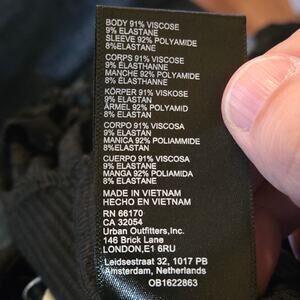 BODY 91% VISCOSE
9% ELASTANE
SLEEVE 92% POLYAMIDE
8%ELASTANE
CORPS 91% VISCOSE
9% ÉLASTHANNE
MANCHE 92% POLYAMIDE
8% ÉLASTHANNE
KÖRPER 91% VISKOSE
9% ELASTAN
ÄRMEL 92% POLYAMID
8% ELASTAN
CORPO 91% VISCOSA
9% ELASTAN
MANICA 92% POLIAMMIDE
8%ELASTAN
CUERPO 91% VISCOSA
9% ELASTANO
MANGA 92% POLIAMIDA
8% ELASTANO
MADE IN VIETNAM
HECHO EN VIETNAM
RN 66170
CA 32054
Urban Outfitters,Inc.
146 Brick Lane
LONDON,E1 6RU
Leidsestraat 32, 1017 PB
Amsterdam, Netherlands
OB1622863